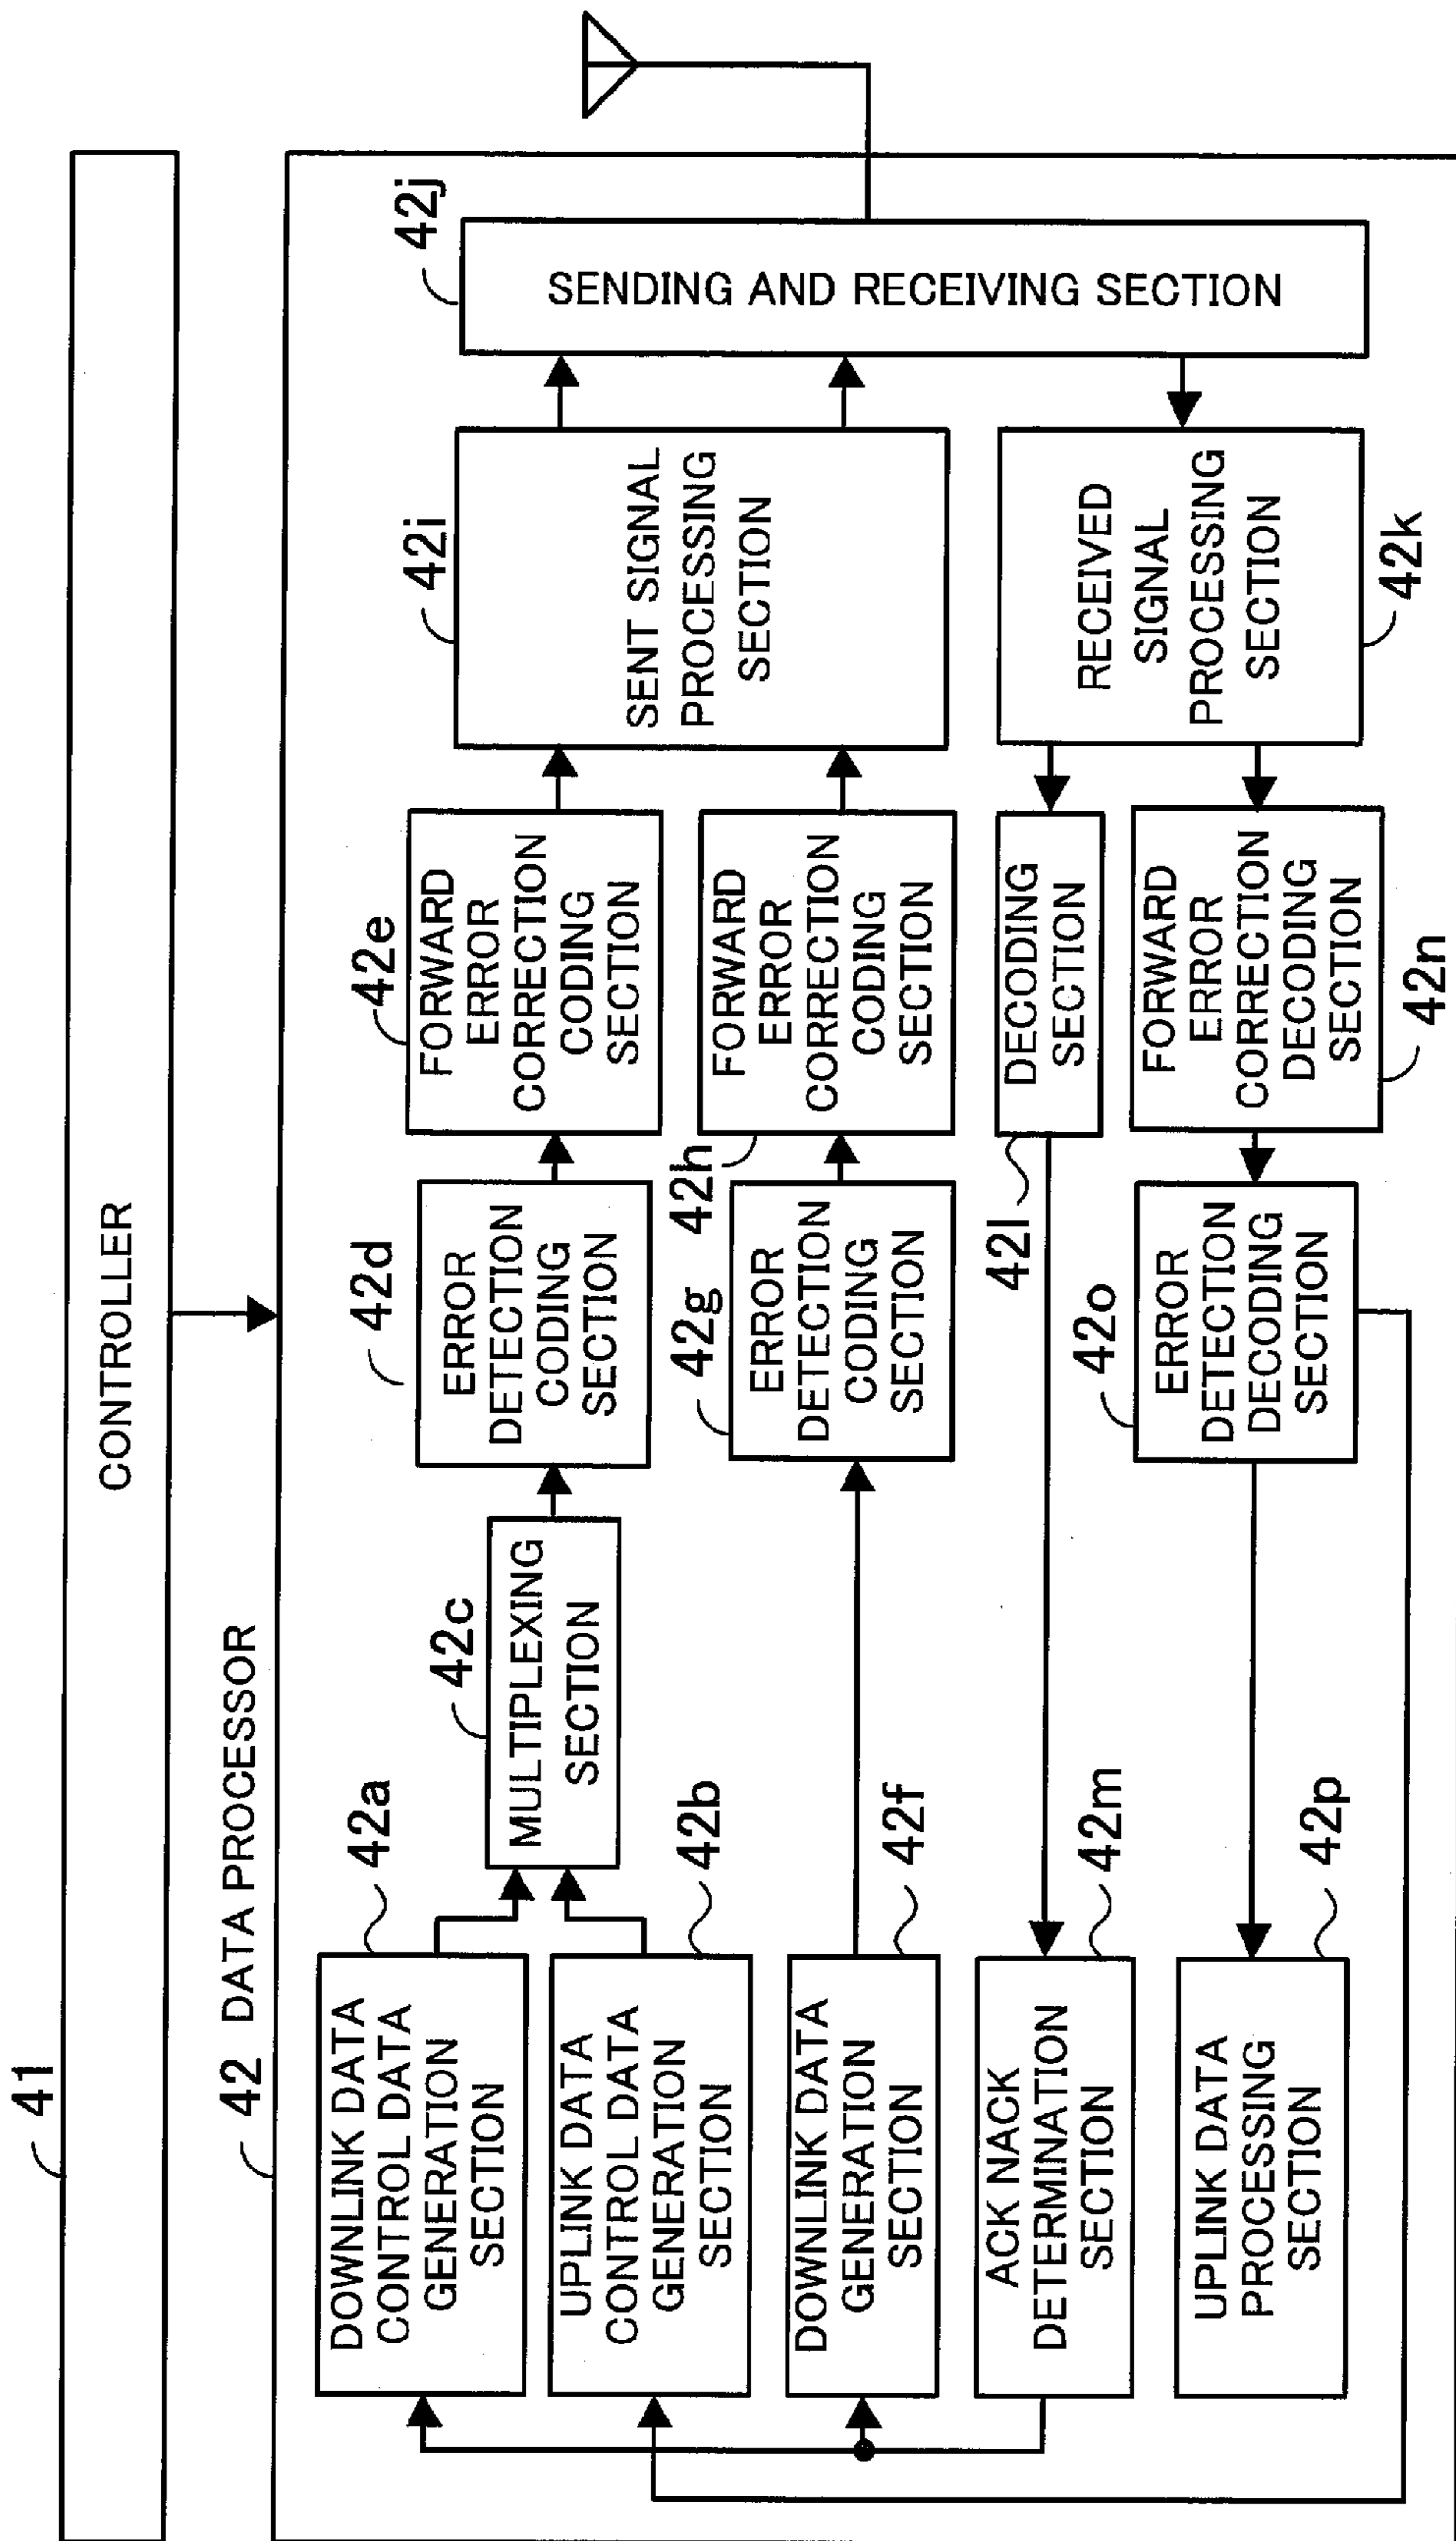 41
CONTROLLER
42
DATA PROCESSOR
42a
DOWNLINK DATA
CONTROL DATA
GENERATION
SECTION
42b
UPLINK DATA
CONTROL DATA
GENERATION
SECTION
42c
MULTIPLEXING
SECTION
42d
ERROR
DETECTION
CODING
SECTION
42e
FORWARD
ERROR
CORRECTION
CODING
SECTION
42f
DOWNLINK DATA
GENERATION
SECTION
42g
ERROR
DETECTION
CODING
SECTION
42h
FORWARD
ERROR
CORRECTION
CODING
SECTION
42i
SENT SIGNAL
PROCESSING
SECTION
42j
SENDING AND RECEIVING SECTION
42k
RECEIVED
SIGNAL
PROCESSING
SECTION
42l
DECODING
SECTION
42m
ACK NACK
DETERMINATION
SECTION
42n
FORWARD
ERROR
CORRECTION
DECODING
SECTION
42o
ERROR
DETECTION
DECODING
SECTION
42p
UPLINK DATA
PROCESSING
SECTION